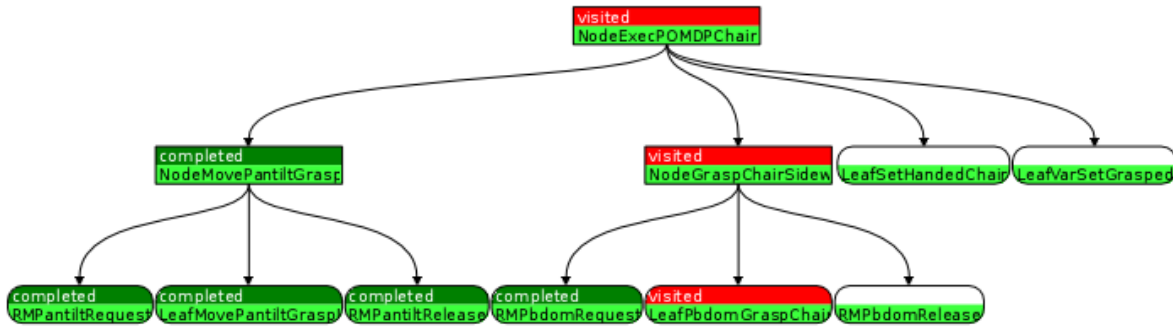 visited
NodeExecPOMDPChair
completed
NodeMovePantiltGrasp
visited
NodeGraspChairSidew
LeafSetHandedChair
LeafVarSetGrasped
completed
RMPantiltRequest
completed
LeafMovePantiltGrasp
completed
RMPantiltRelease
completed
RMPbdomRequest
visited
LeafPbdomGraspChai
RMPbdomRelease